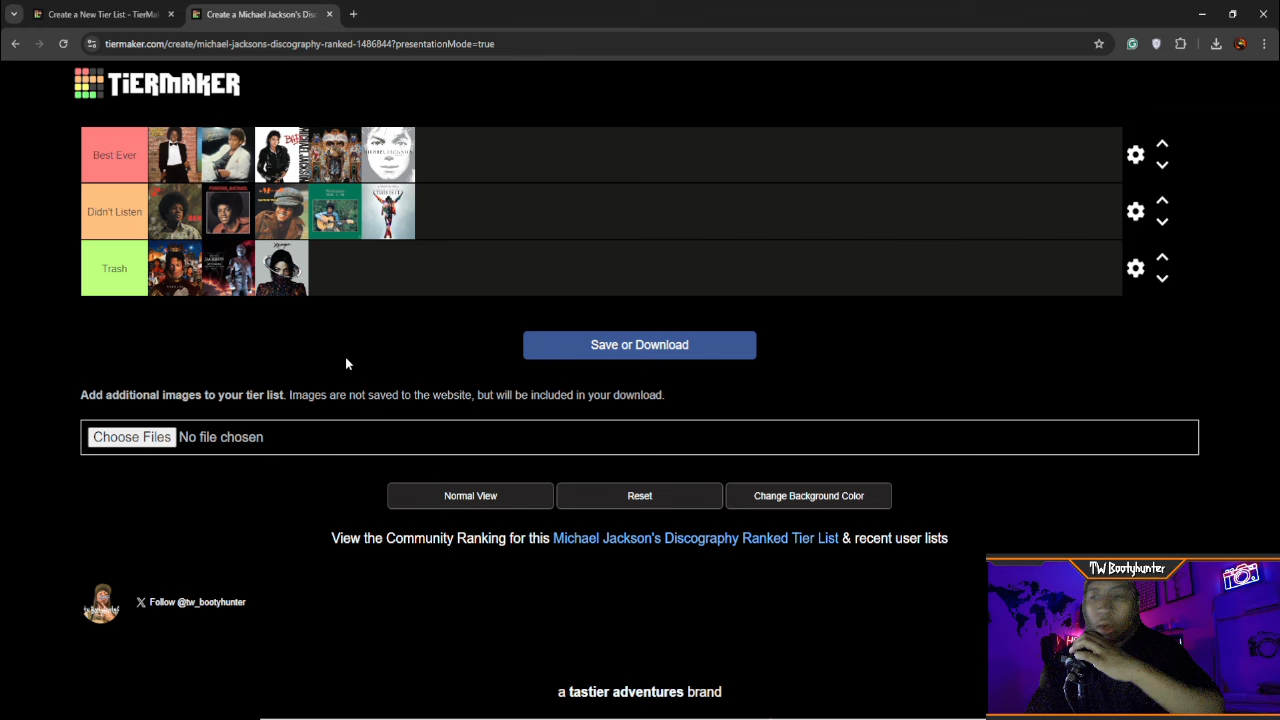 Create a New Tier List - TierMa
Create a Michael Jackson's Disc
tiermaker.com/create/michael-jacksons-discography-ranked-1486844?presentationMode=true
TiERMAKER
Best Ever
BAD
Didn't Listen
Trash
Save or Download
Add additional images to your tier list. Images are not saved to the website, but will be included in your download.
Choose Files No file chosen
Normal View
Reset
Change Background Color
View the Community Ranking for this Michael Jackson's Discography Ranked Tier List & recent user lists
TW Bootyhunter
Follow @tw_bootyhunter
a tastier adventures brand